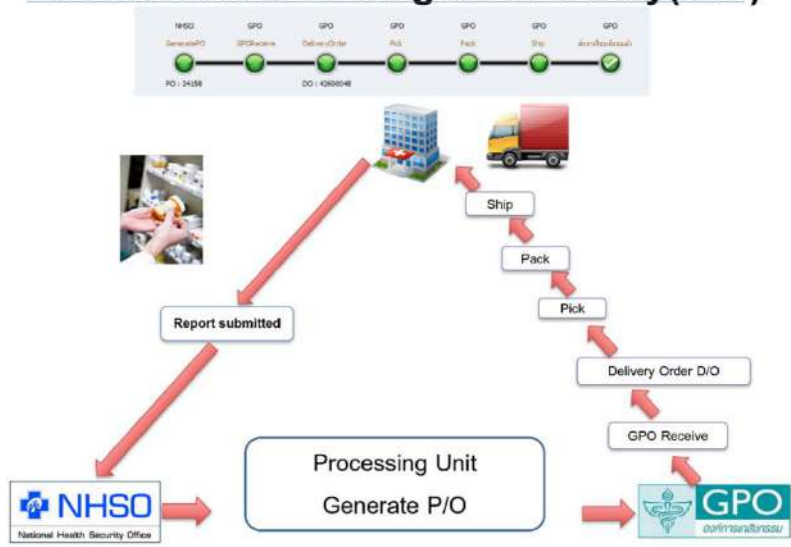 NHSO GPO GPO GPO GPO GPO GPO
GeneratePO GPOReceive DeliveryOrder Pick Pack Ship
PO : 24158 DO : 42600048
Ship
Pack
Pick
Report submitted
Delivery Order D/O
GPO Receive
Processing Unit
Generate P/O
NHSO
National Health Security Office
GPO
องค์การเภสัชกรรม